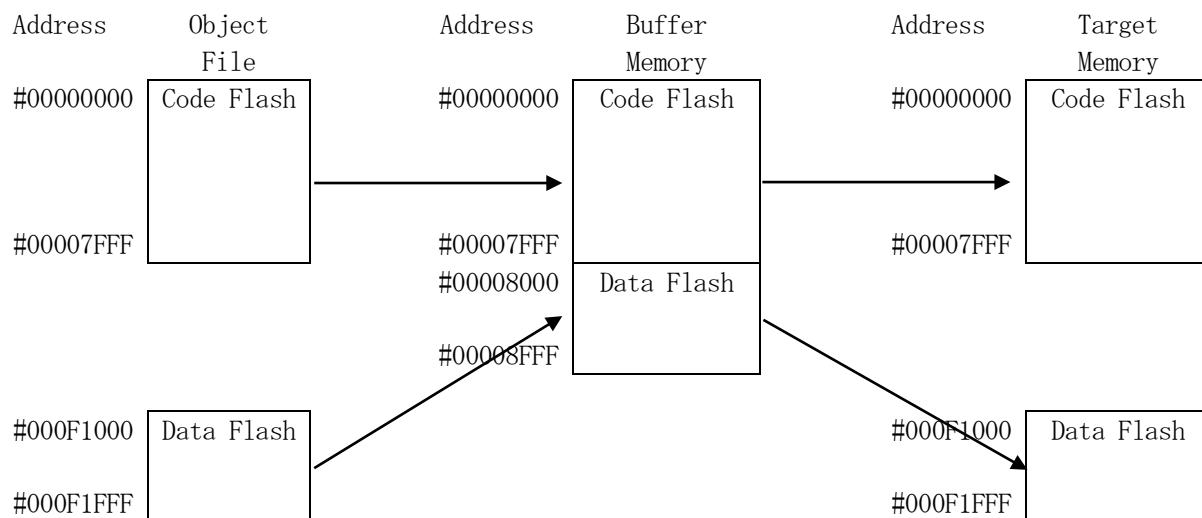 Address Object Address Buffer Address Target
File Memory Memory
#00000000 Code Flash #00000000 Code Flash #00000000 Code Flash
#00007FFF #00007FFF #00007FFF
#00008000 Data Flash
#00008FFF
#000F1000 Data Flash #000F1000 Data Flash
#000F1FFF #000F1FFF